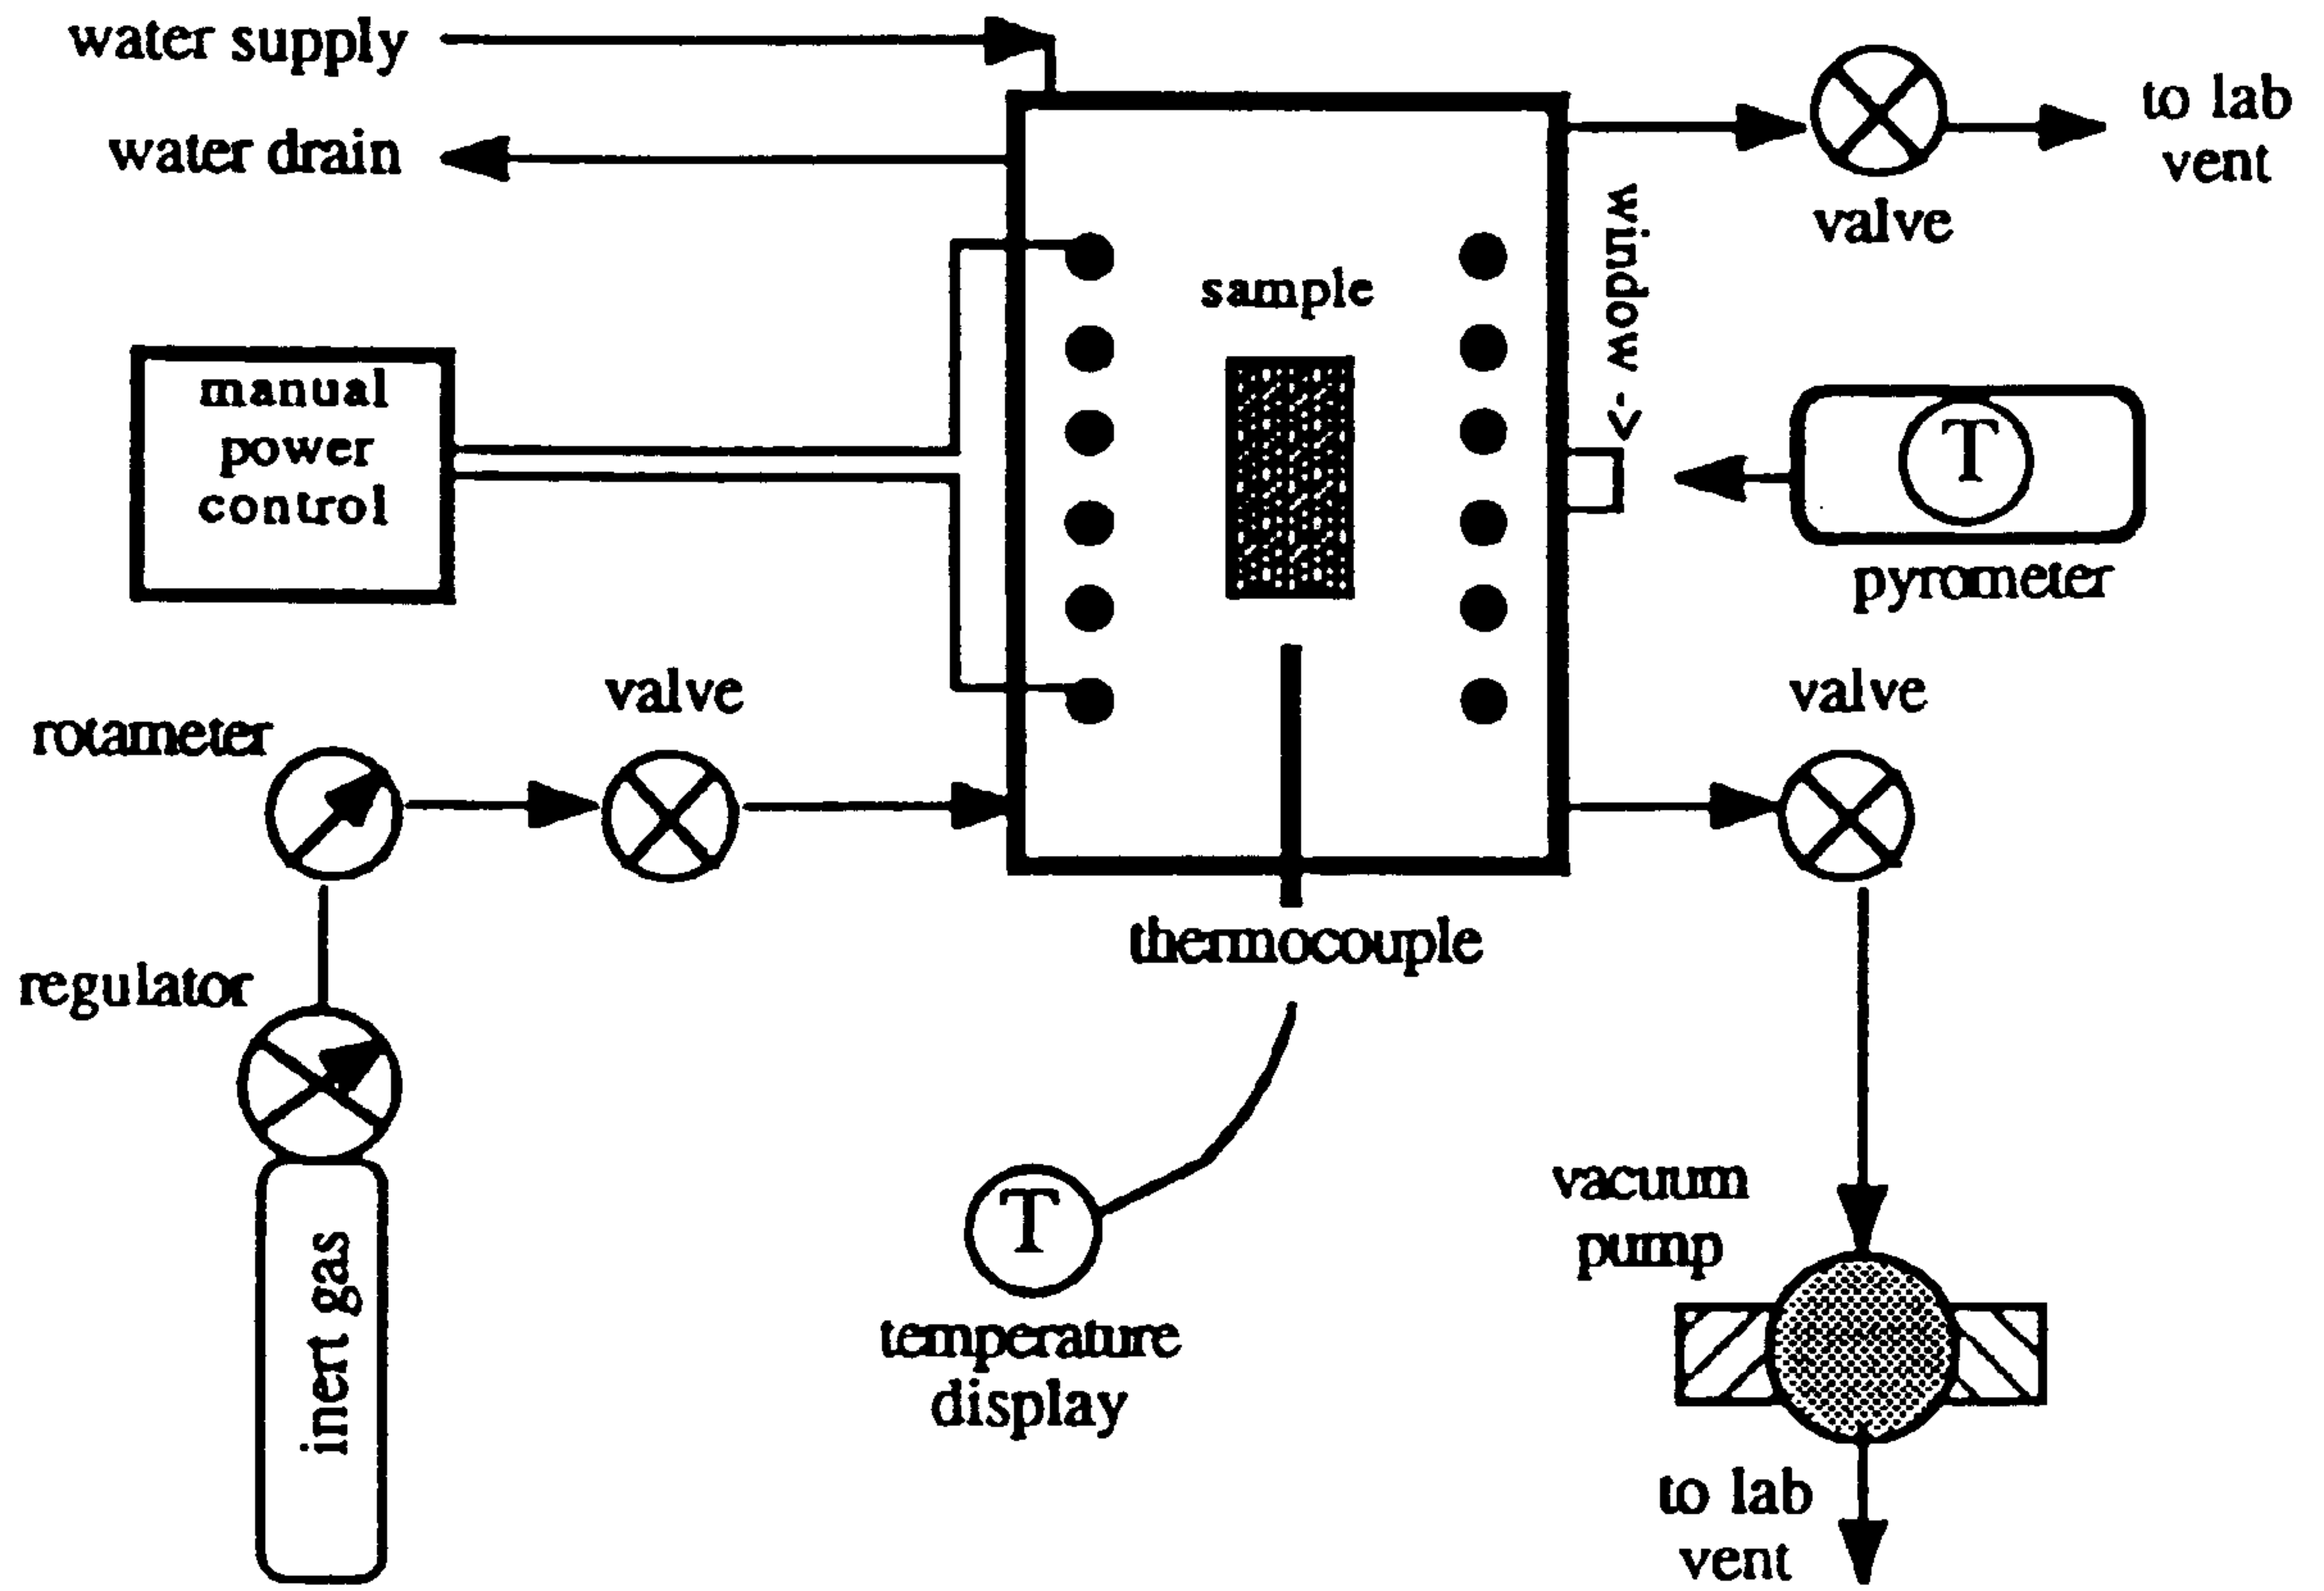 water supply
water drain
to lab
vent
valve
window ->
sample
manual
power
control
T
pyrometer
valve
valve
rotameter
thermocouple
regulator
inert gas
T
temperature
display
vacuum
pump
to lab
vent